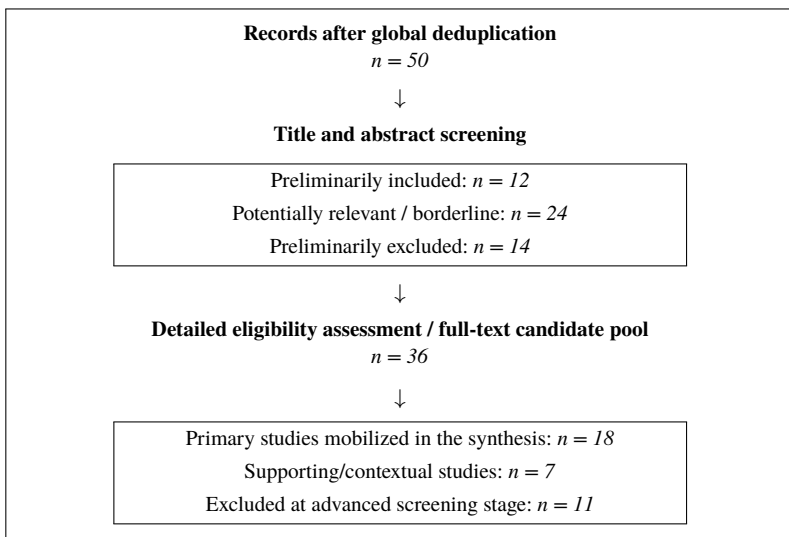 Records after global deduplication
n = 50
↓
Title and abstract screening
Preliminarily included: n = 12
Potentially relevant / borderline: n = 24
Preliminarily excluded: n = 14
↓
Detailed eligibility assessment / full-text candidate pool
n = 36
↓
Primary studies mobilized in the synthesis: n = 18
Supporting/contextual studies: n = 7
Excluded at advanced screening stage: n = 11